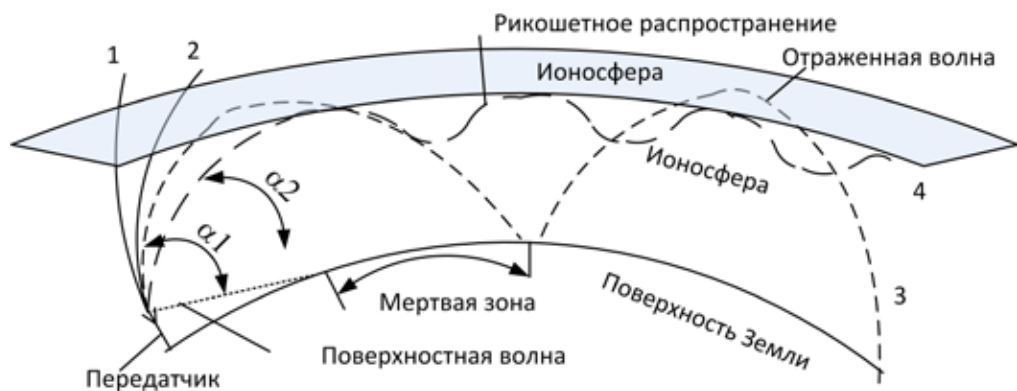 Рикошетное распространение
1
2
Ионосфера
Отраженная волна
Ионосфера
4
α2
α1
3
Мертвая зона
Поверхность Земли
Поверхностная волна
Передатчик